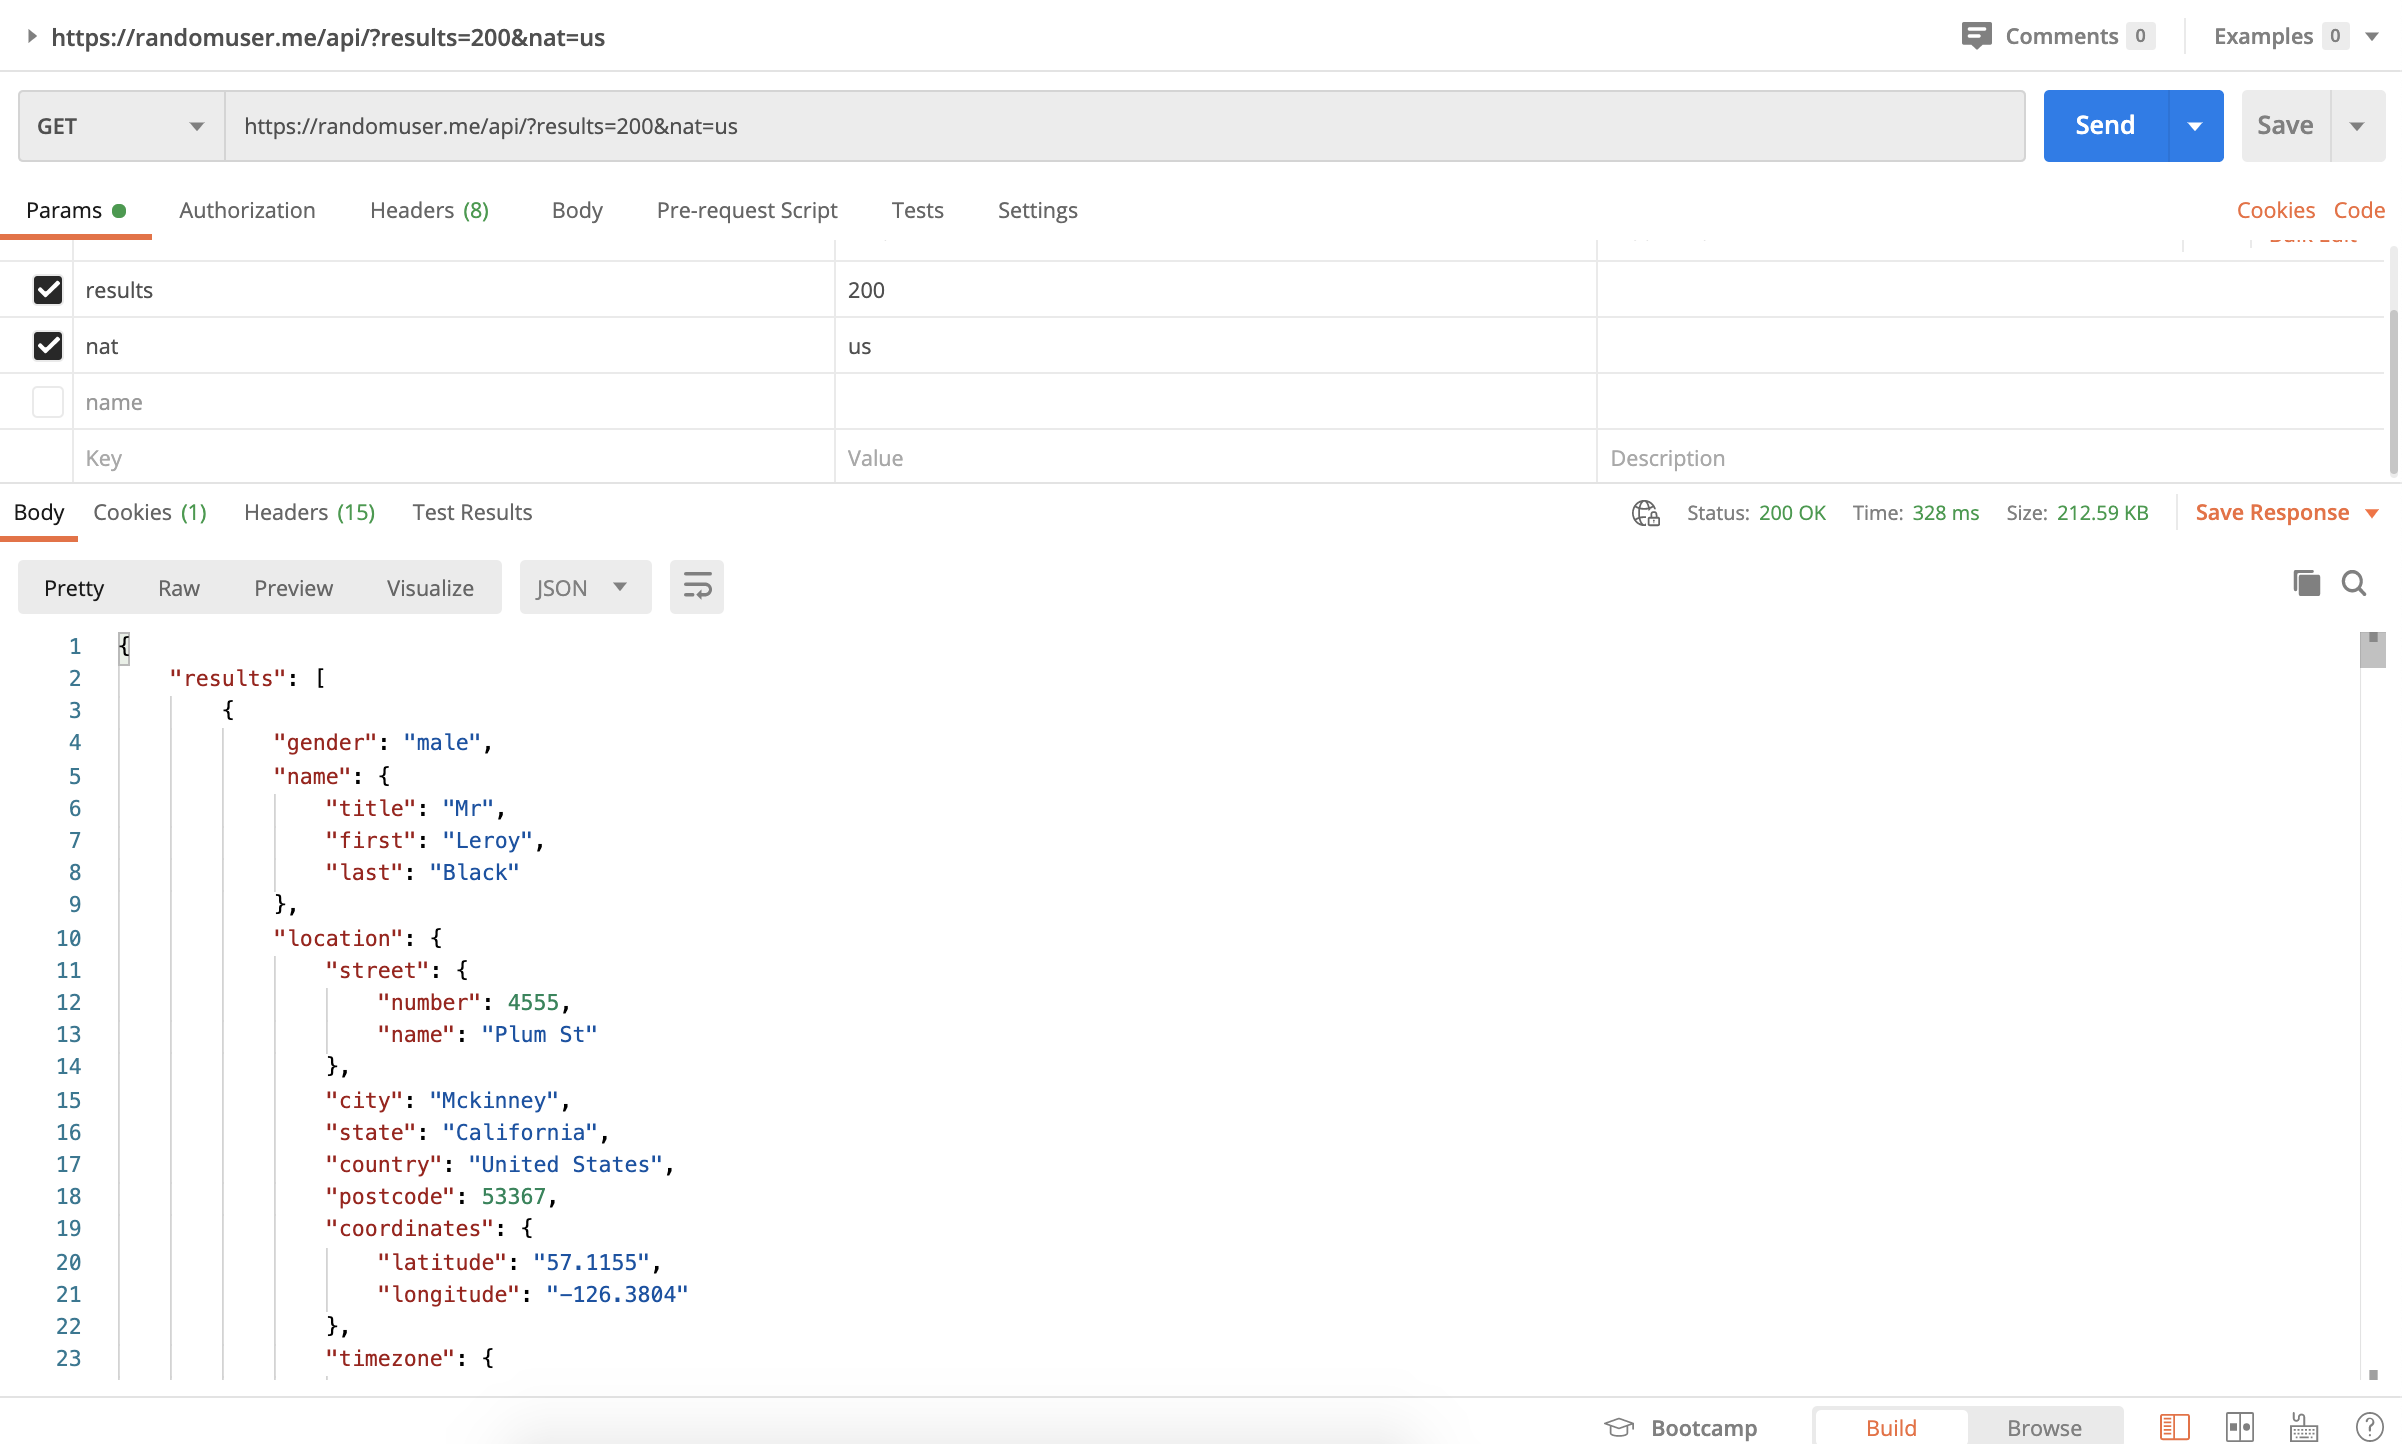 https://randomuser.me/api/?results=200&nat=us Comments 0 Examples 0
GET https://randomuser.me/api/?results=200&nat=us Send Save
Params Authorization Headers (8) Body Pre-request Script Tests Settings Cookies Code
Bulk Edit
results 200
nat us
name
Key Value Description
Body Cookies (1) Headers (15) Test Results Status: 200 OK Time: 328 ms Size: 212.59 KB Save Response
Pretty Raw Preview Visualize JSON
1 {
2 "results": [
3 {
4 "gender": "male",
5 "name": {
6 "title": "Mr",
7 "first": "Leroy",
8 "last": "Black"
9 },
10 "location": {
11 "street": {
12 "number": 4555,
13 "name": "Plum St"
14 },
15 "city": "Mckinney",
16 "state": "California",
17 "country": "United States",
18 "postcode": 53367,
19 "coordinates": {
20 "latitude": "57.1155",
21 "longitude": "-126.3804"
22 },
23 "timezone": {
Bootcamp Build Browse